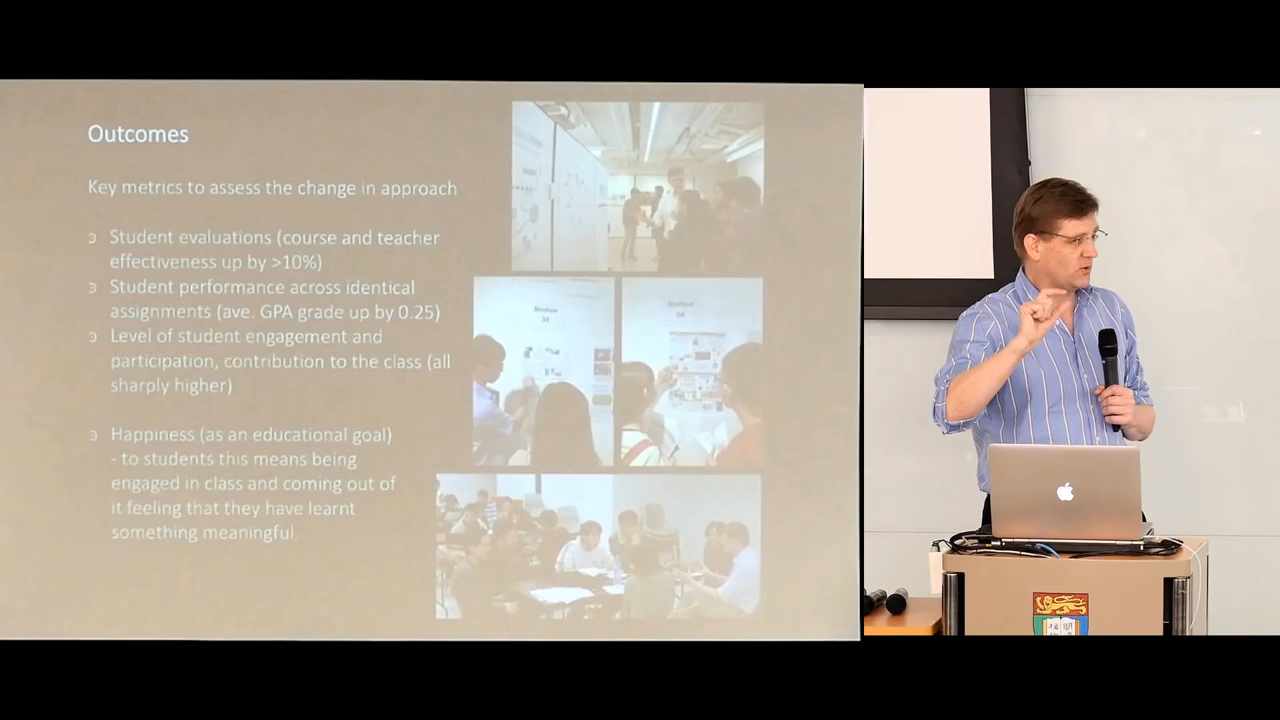 Outcomes
Key metrics to assess the change in approach
Student evaluations (course and teacher
effectiveness up by >10%)
Student performance across identical
assignments (ave. GPA grade up by 0.25)
Level of student engagement and
participation, contribution to the class (all
sharply higher)
Happiness (as an educational goal)
- to students this means being
engaged in class and coming out of
it feeling that they have learnt
something meaningful.